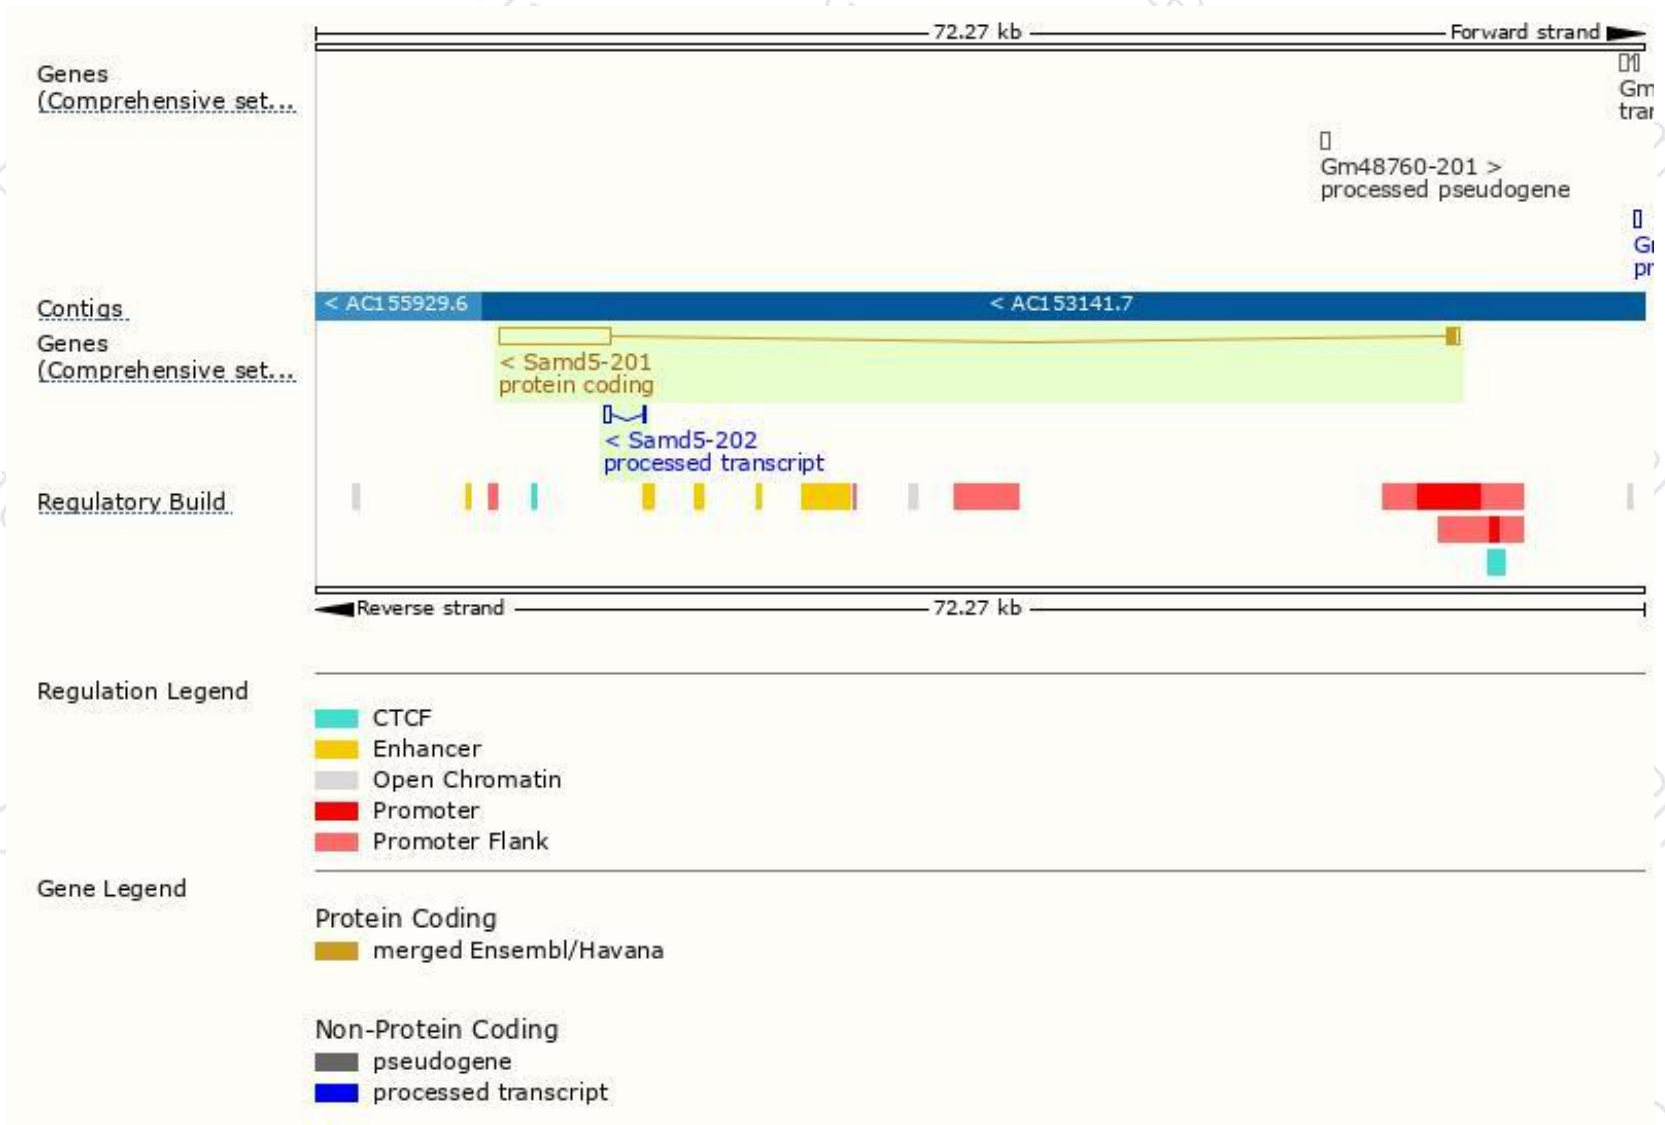 72.27 kb
Forward strand
Genes
(Comprehensive set...
Gm
trar
Gm48760-201 >
processed pseudogene
Contigs
< AC155929.6
< AC153141.7
Genes
(Comprehensive set...
< Samd5-201
protein coding
< Samd5-202
processed transcript
Regulatory Build
Reverse strand
72.27 kb
Regulation Legend
CTCF
Enhancer
Open Chromatin
Promoter
Promoter Flank
Gene Legend
Protein Coding
merged Ensembl/Havana
Non-Protein Coding
pseudogene
processed transcript